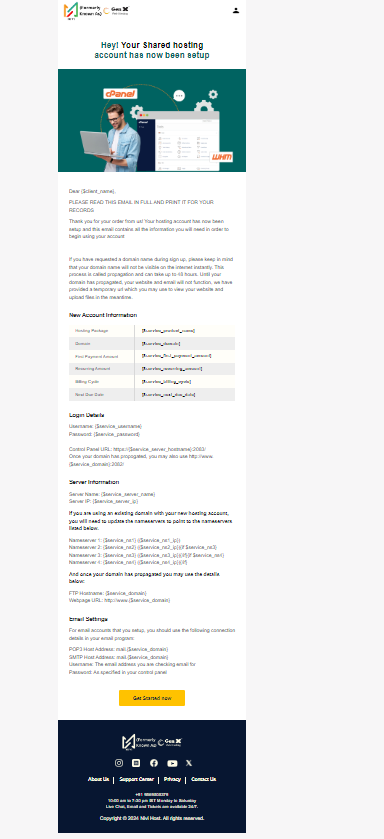 (Formerly
Known As)
Gen X
NIVI
Hey! Your Shared hosting
account has now been setup
cPanel
WHM
Dear {$client_name},
PLEASE READ THIS EMAIL IN FULL AND PRINT IT FOR YOUR
RECORDS
Thank you for your order from us! Your hosting account has now been
setup and this email contains all the information you will need in order to
begin using your account.
If you have requested a domain name during sign up, please keep in mind
that your domain name will not be visible on the internet instantly. This
process is called propagation and can take up to 48 hours. Until your
domain has propagated, your website and email will not function, we have
provided a temporary url which you may use to view your website and
upload files in the meantime.
New Account Information
Hosting Package {$service_product_name}
Domain {$service_domain}
First Payment Amount {$service_first_payment_amount}
Recurring Amount {$service_recurring_amount}
Billing Cycle {$service_billing_cycle}
Next Due Date {$service_next_due_date}
Login Details
Username: {$service_username}
Password: {$service_password}
Control Panel URL: https://{$service_server_hostname}:2083/
Once your domain has propogated, you may also use http://www.
{$service_domain}:2082/
Server Information
Server Name: {$service_server_name}
Server IP: {$service_server_ip}
If you are using an existing domain with your new hosting account,
you will need to update the nameservers to point to the nameservers
listed below.
Nameserver 1: {$service_ns1} ({$service_ns1_ip})
Nameserver 2: {$service_ns2} ({$service_ns2_ip}){if $service_ns3}
Nameserver 3: {$service_ns3} ({$service_ns3_ip}){/if}{if $service_ns4}
Nameserver 4: {$service_ns4} ({$service_ns4_ip}){/if}
And once your domain has propagated you may use the details
below:
FTP Hostname: {$service_domain}
Webpage URL: http://www.{$service_domain}
Email Settings
For email accounts that you setup, you should use the following connection
details in your email program:
POP3 Host Address: mail.{$service_domain}
SMTP Host Address: mail.{$service_domain}
Username: The email address you are checking email for
Password: As specified in your control panel
Get Started now
(Formerly
Known As)
Gen X
NIVI
About Us | Support Center | Privacy | Contact Us
10:00 am to 7:00 pm IST Monday to Saturday
Live Chat, Email and Tickets are available 24/7.
Copyright © 2024 Nivi Host. All rights reserved.